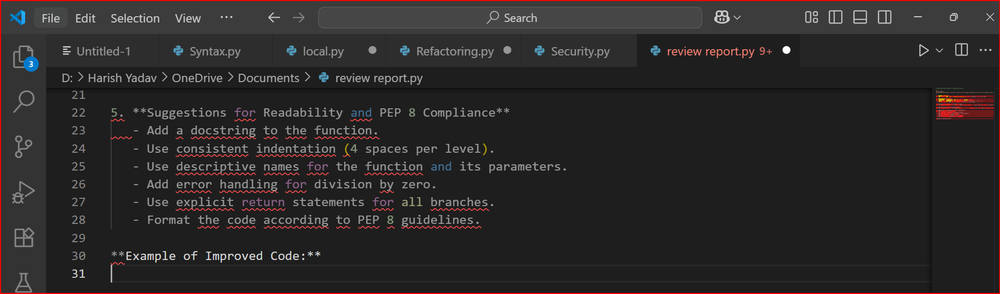 File Edit Selection View ··· Search
Untitled-1 Syntax.py local.py Refactoring.py Security.py review report.py 9+
3
D: > Harish Yadav > OneDrive > Documents > review report.py
21
22 5. **Suggestions for Readability and PEP 8 Compliance**
23 - Add a docstring to the function.
24 - Use consistent indentation (4 spaces per level).
25 - Use descriptive names for the function and its parameters.
26 - Add error handling for division by zero.
27 - Use explicit return statements for all branches.
28 - Format the code according to PEP 8 guidelines.
29
30 **Example of Improved Code:**
31